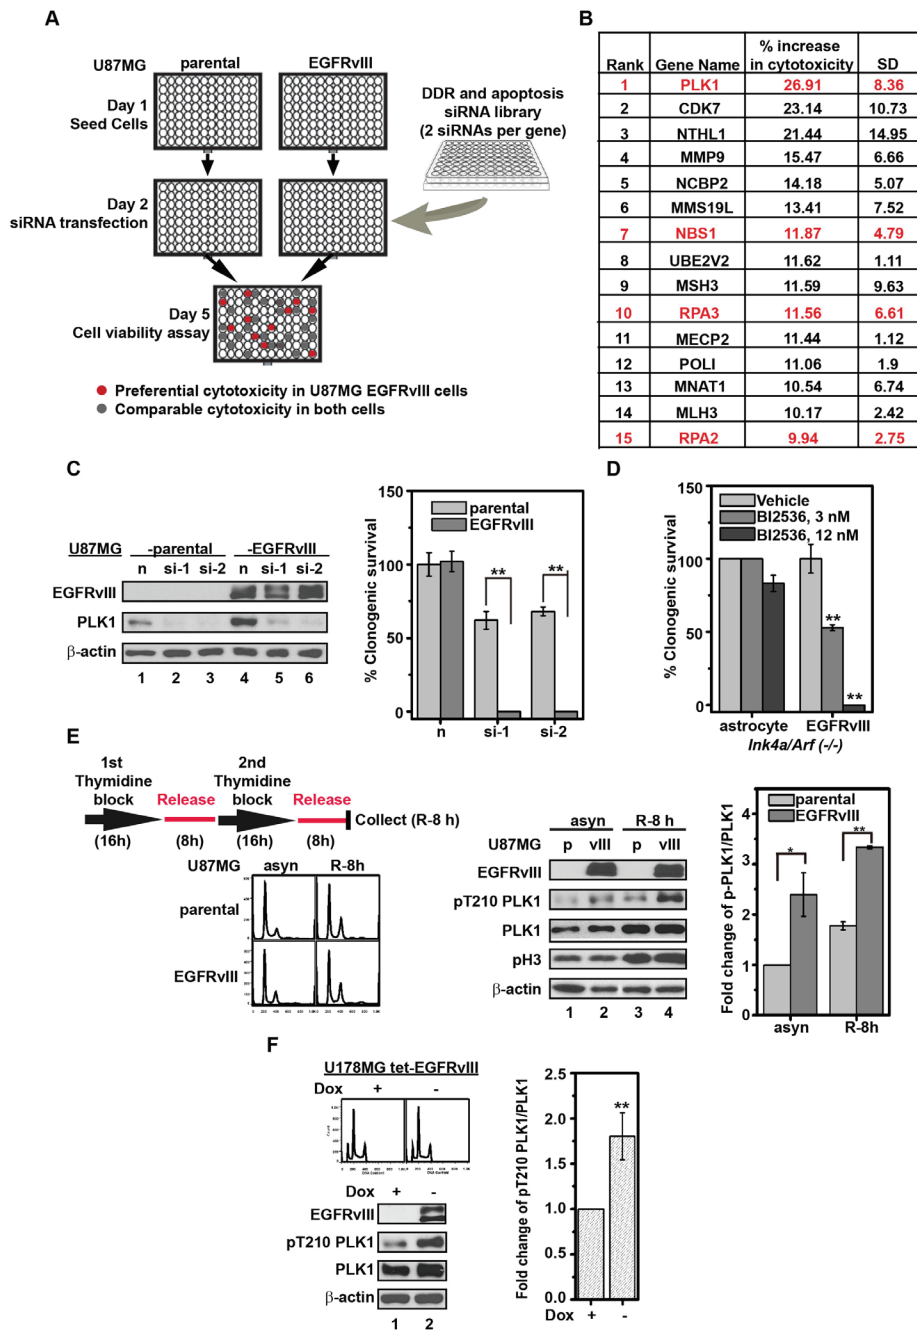 A
U87MG
parental
EGFRvIII
Day 1
Seed Cells
DDR and apoptosis
siRNA library
(2 siRNAs per gene)
Day 2
siRNA transfection
Day 5
Cell viability assay
Preferential cytotoxicity in U87MG EGFRvIII cells
Comparable cytotoxicity in both cells
B
Rank Gene Name % increase in cytotoxicity SD
1 PLK1 26.91 8.36
2 CDK7 23.14 10.73
3 NTHL1 21.44 14.95
4 MMP9 15.47 6.66
5 NCBP2 14.18 5.07
6 MMS19L 13.41 7.52
7 NBS1 11.87 4.79
8 UBE2V2 11.62 1.11
9 MSH3 11.59 9.63
10 RPA3 11.56 6.61
11 MECP2 11.44 1.12
12 POLI 11.06 1.9
13 MNAT1 10.54 6.74
14 MLH3 10.17 2.42
15 RPA2 9.94 2.75
C
U87MG -parental -EGFRvIII
n si-1 si-2 n si-1 si-2
EGFRvIII
PLK1
β-actin
1 2 3 4 5 6
% Clonogenic survival
150
100
50
0
parental
EGFRvIII
** **
n si-1 si-2
D
% Clonogenic survival
150
100
50
0
Vehicle
BI2536, 3 nM
BI2536, 12 nM
**
**
astrocyte EGFRvIII
Ink4a/Arf (-/-)
E
1st
Thymidine
block
Release
2nd
Thymidine
block
Release
Collect (R-8 h)
(16h) (8h) (16h) (8h)
U87MG asyn R-8h
parental
EGFRvIII
asyn R-8 h
U87MG p vIII p vIII
EGFRvIII
pT210 PLK1
PLK1
pH3
β-actin
1 2 3 4
Fold change of p-PLK1/PLK1
4
3
2
1
0
parental
EGFRvIII
* **
asyn R-8h
F
U178MG tet-EGFRvIII
Dox + -
Dox + -
EGFRvIII
pT210 PLK1
PLK1
β-actin
1 2
Fold change of pT210 PLK1/PLK1
2.5
2.0
1.5
1.0
0.5
0.0
**
Dox + -